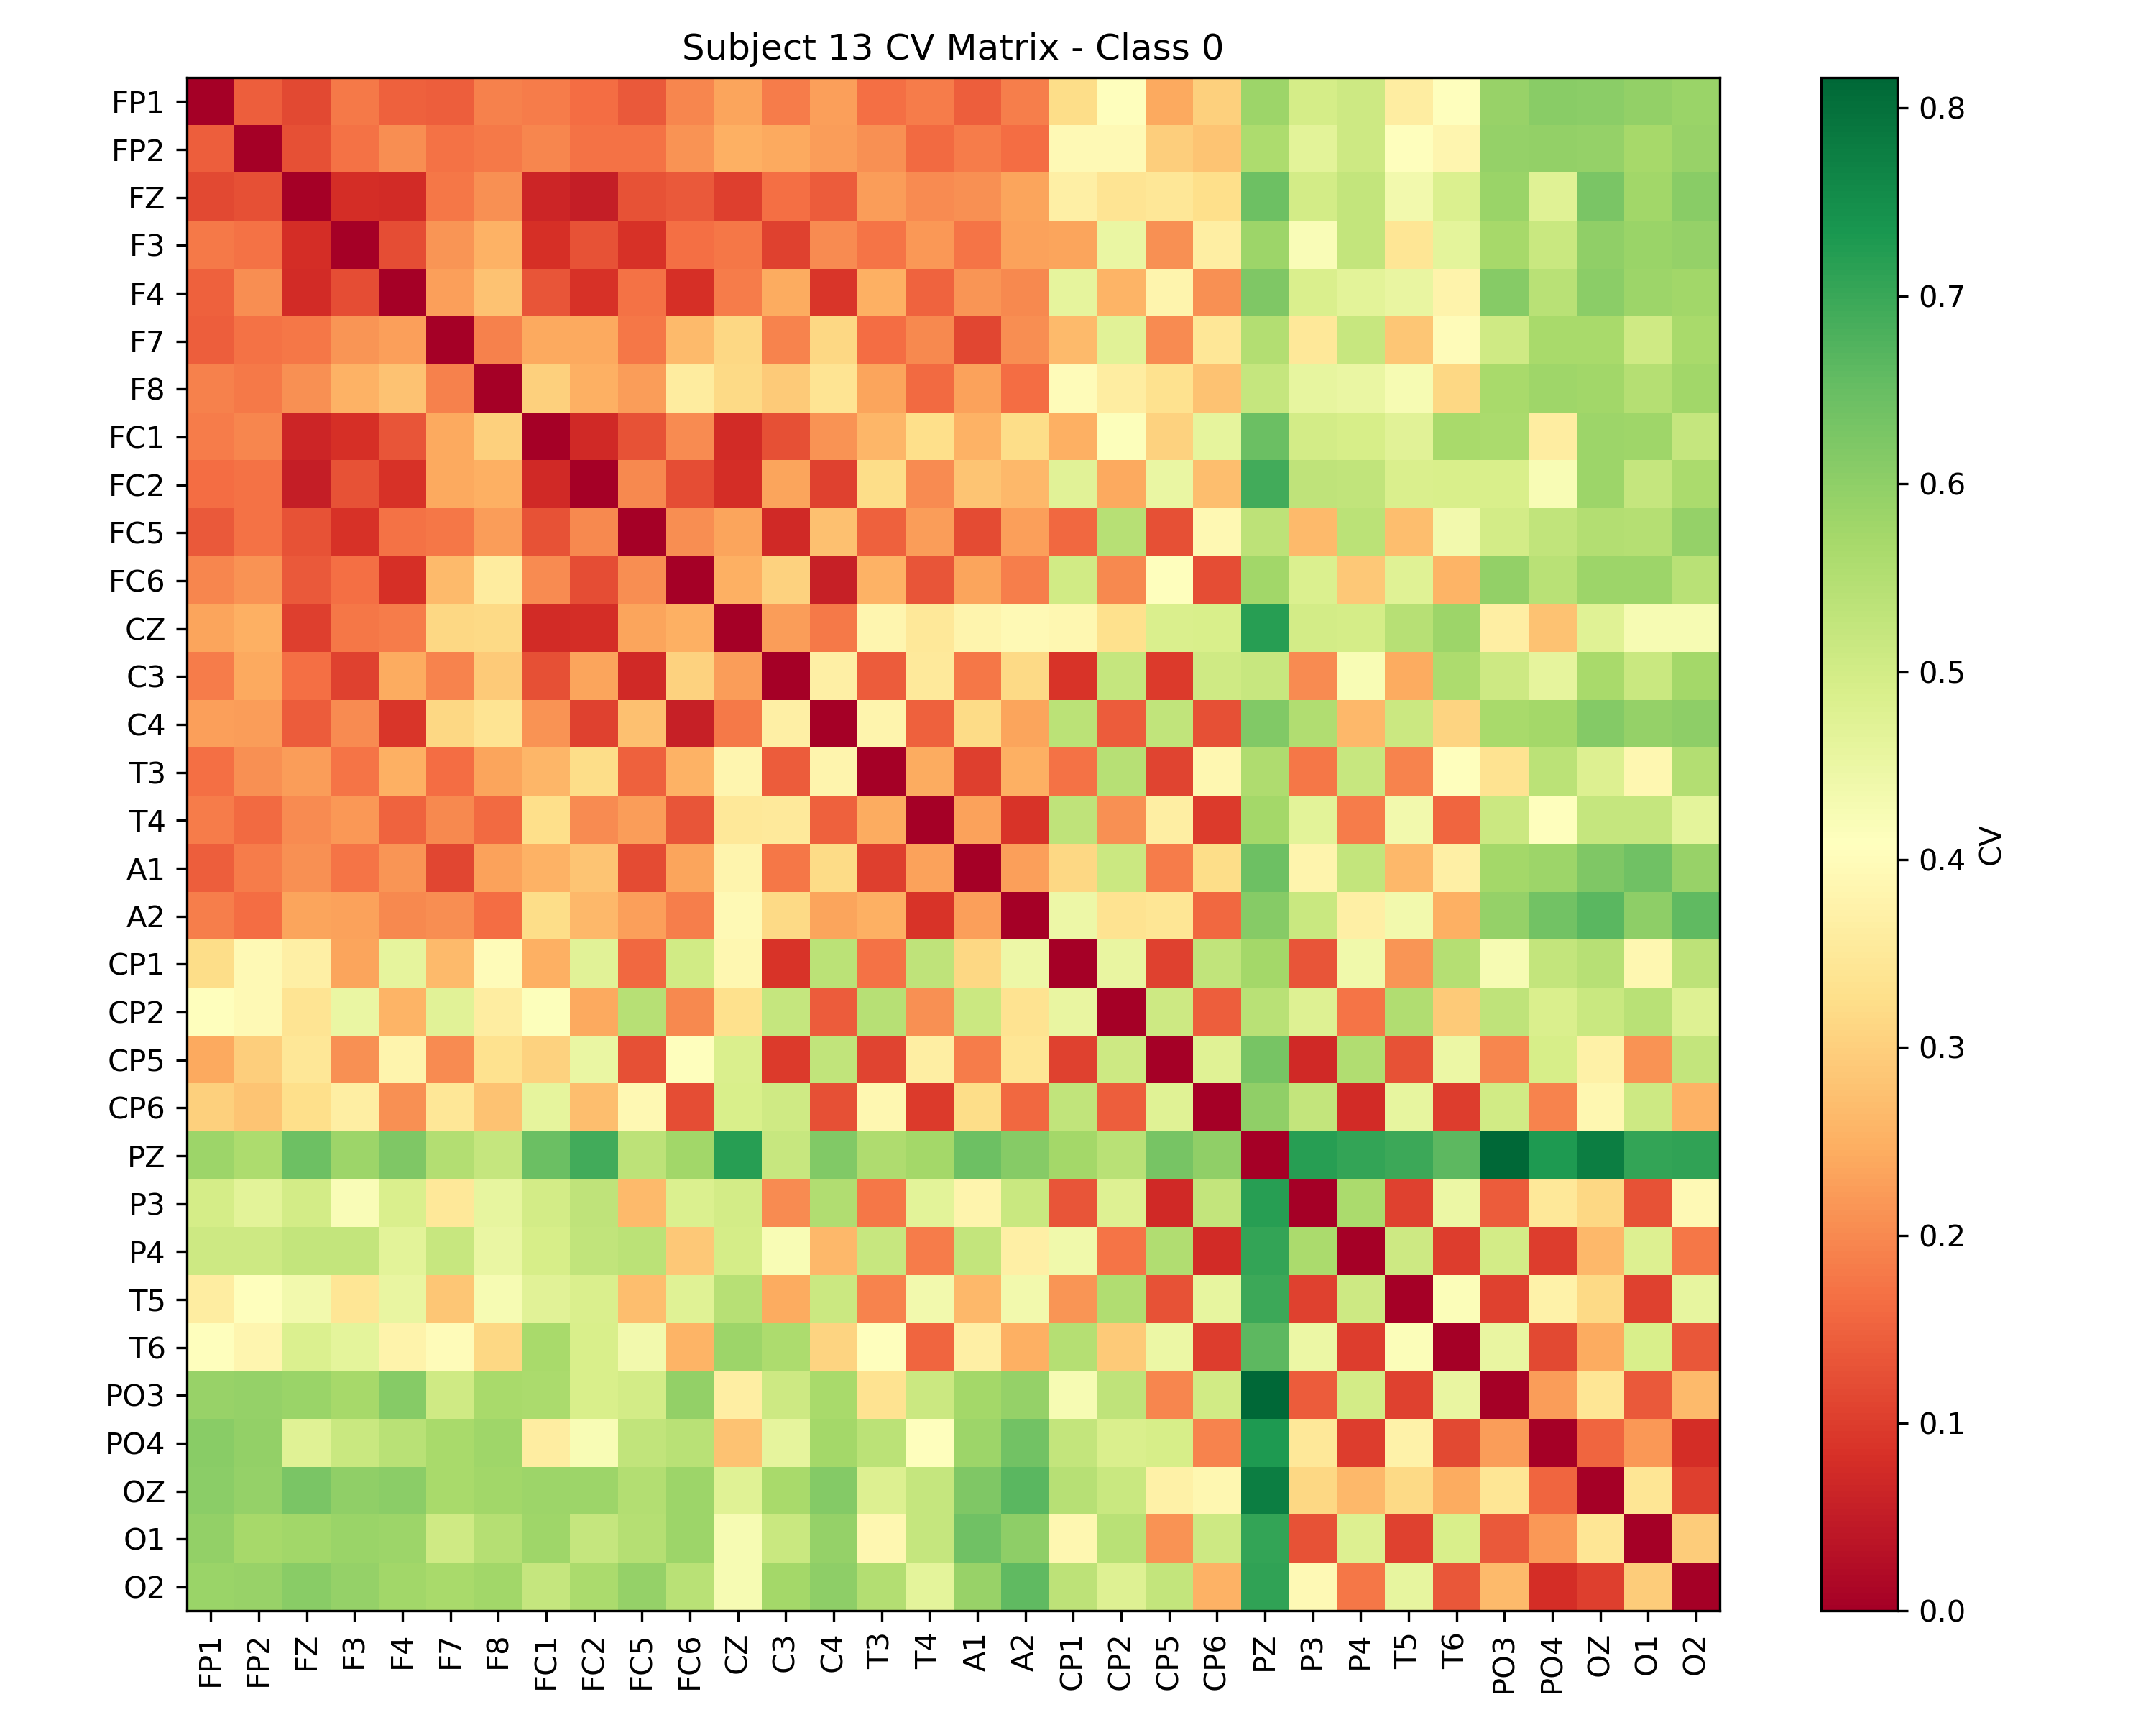 Subject 13 CV Matrix - Class 0
FP1
FP2
FZ
F3
F4
F7
F8
FC1
FC2
FC5
FC6
CZ
C3
C4
T3
T4
A1
A2
CP1
CP2
CP5
CP6
PZ
P3
P4
T5
T6
PO3
PO4
OZ
O1
O2
FP1 FP2 FZ F3 F4 F7 F8 FC1 FC2 FC5 FC6 CZ C3 C4 T3 T4 A1 A2 CP1 CP2 CP5 CP6 PZ P3 P4 T5 T6 PO3 PO4 OZ O1 O2
0.8
0.7
0.6
0.5
0.4
0.3
0.2
0.1
0.0
CV